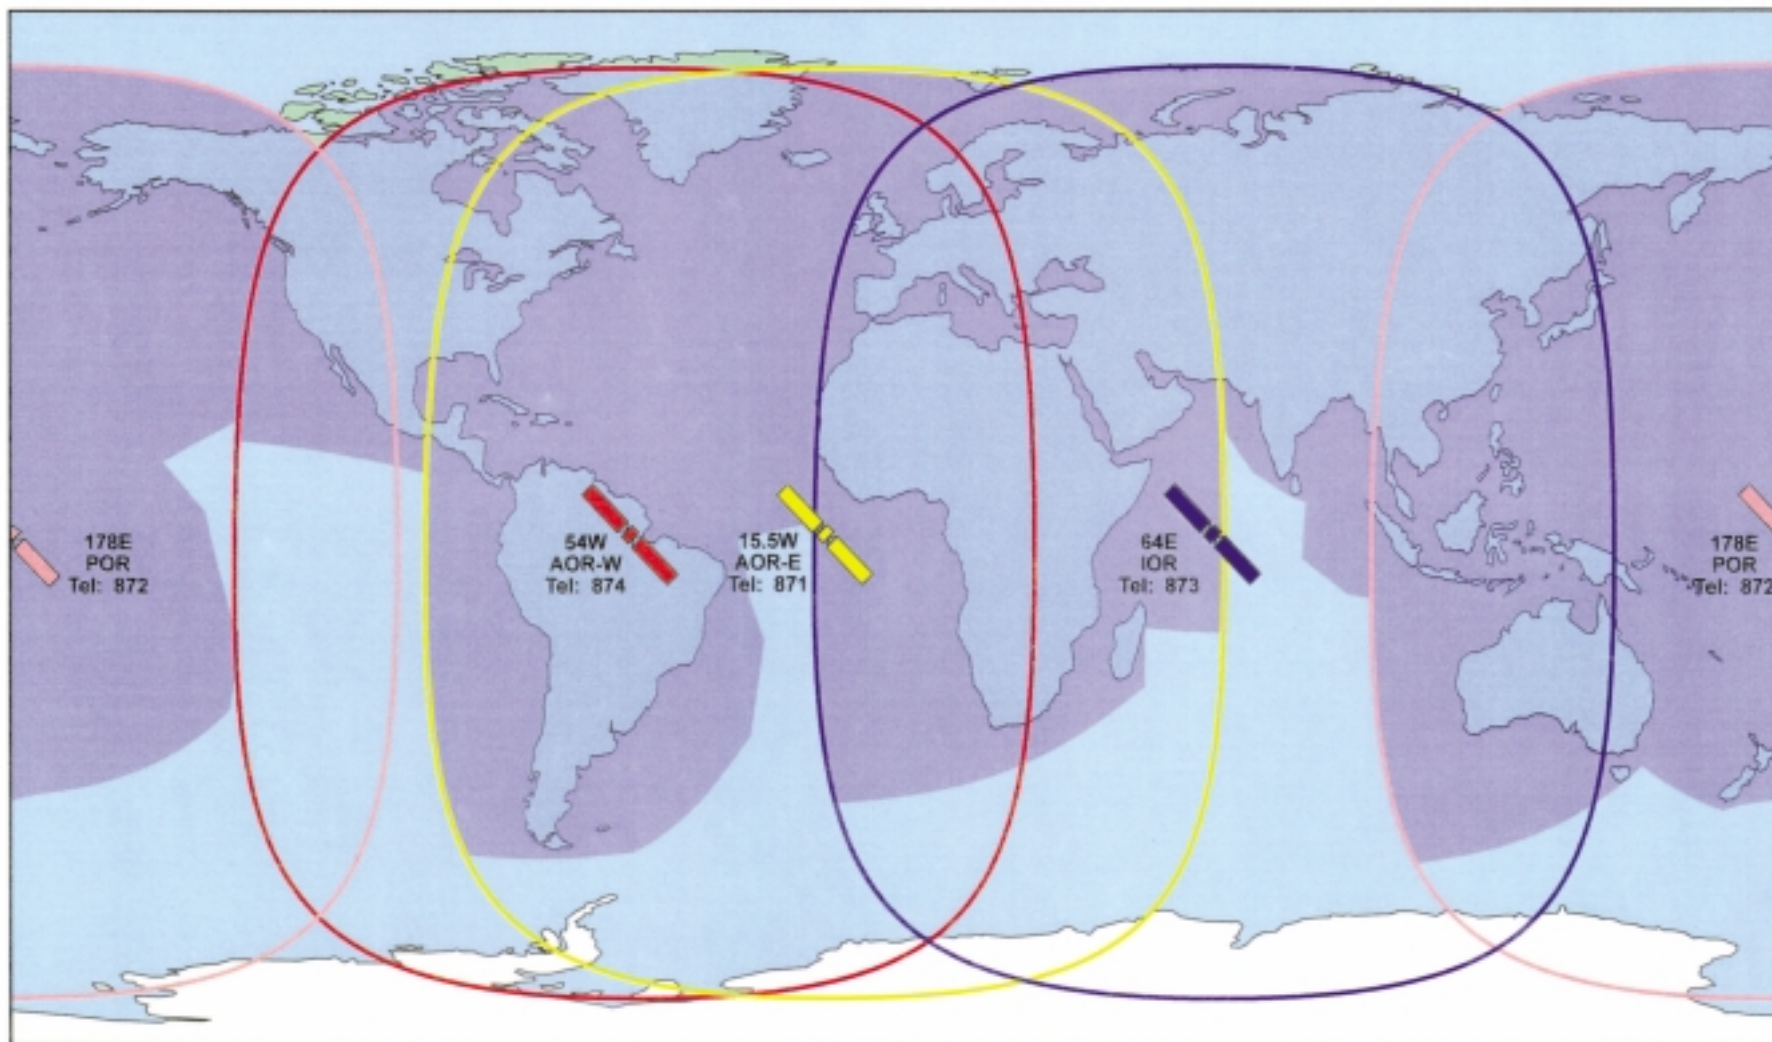 178E
POR
Tel: 872
54W
AOR-W
Tel: 874
15.5W
AOR-E
Tel: 871
64E
IOR
Tel: 873
178E
POR
Tel: 872